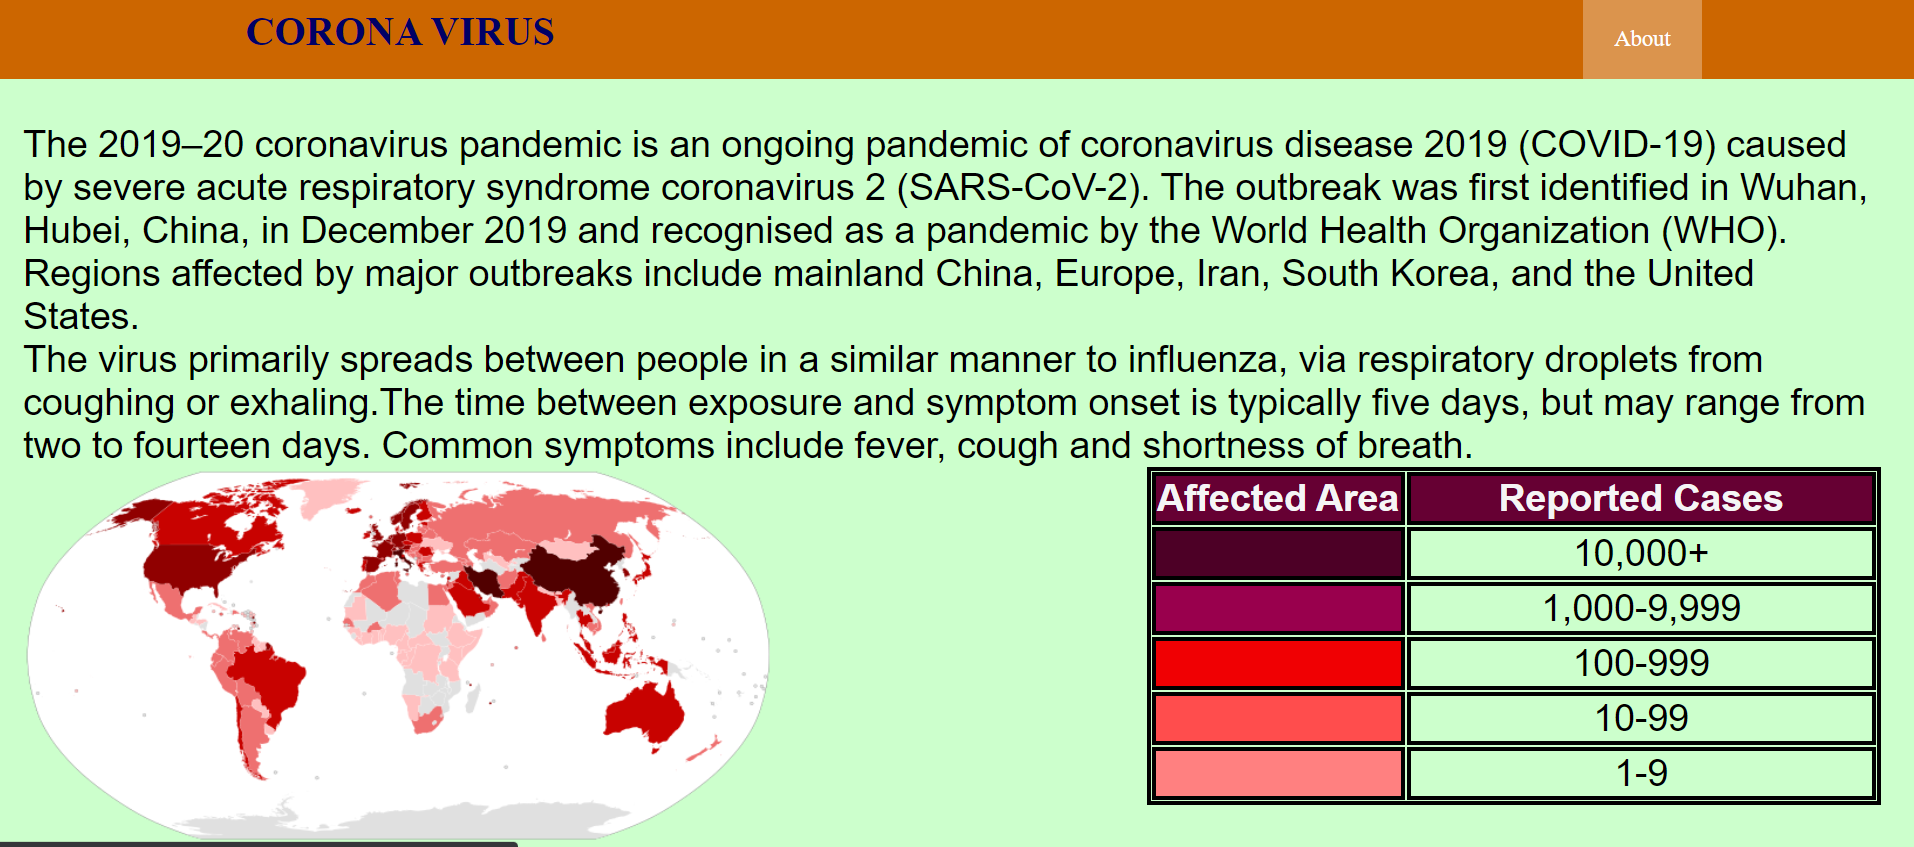 CORONA VIRUS
About
The 2019–20 coronavirus pandemic is an ongoing pandemic of coronavirus disease 2019 (COVID-19) caused
by severe acute respiratory syndrome coronavirus 2 (SARS-CoV-2). The outbreak was first identified in Wuhan,
Hubei, China, in December 2019 and recognised as a pandemic by the World Health Organization (WHO).
Regions affected by major outbreaks include mainland China, Europe, Iran, South Korea, and the United
States.
The virus primarily spreads between people in a similar manner to influenza, via respiratory droplets from
coughing or exhaling.The time between exposure and symptom onset is typically five days, but may range from
two to fourteen days. Common symptoms include fever, cough and shortness of breath.
Affected Area Reported Cases
10,000+
1,000-9,999
100-999
10-99
1-9